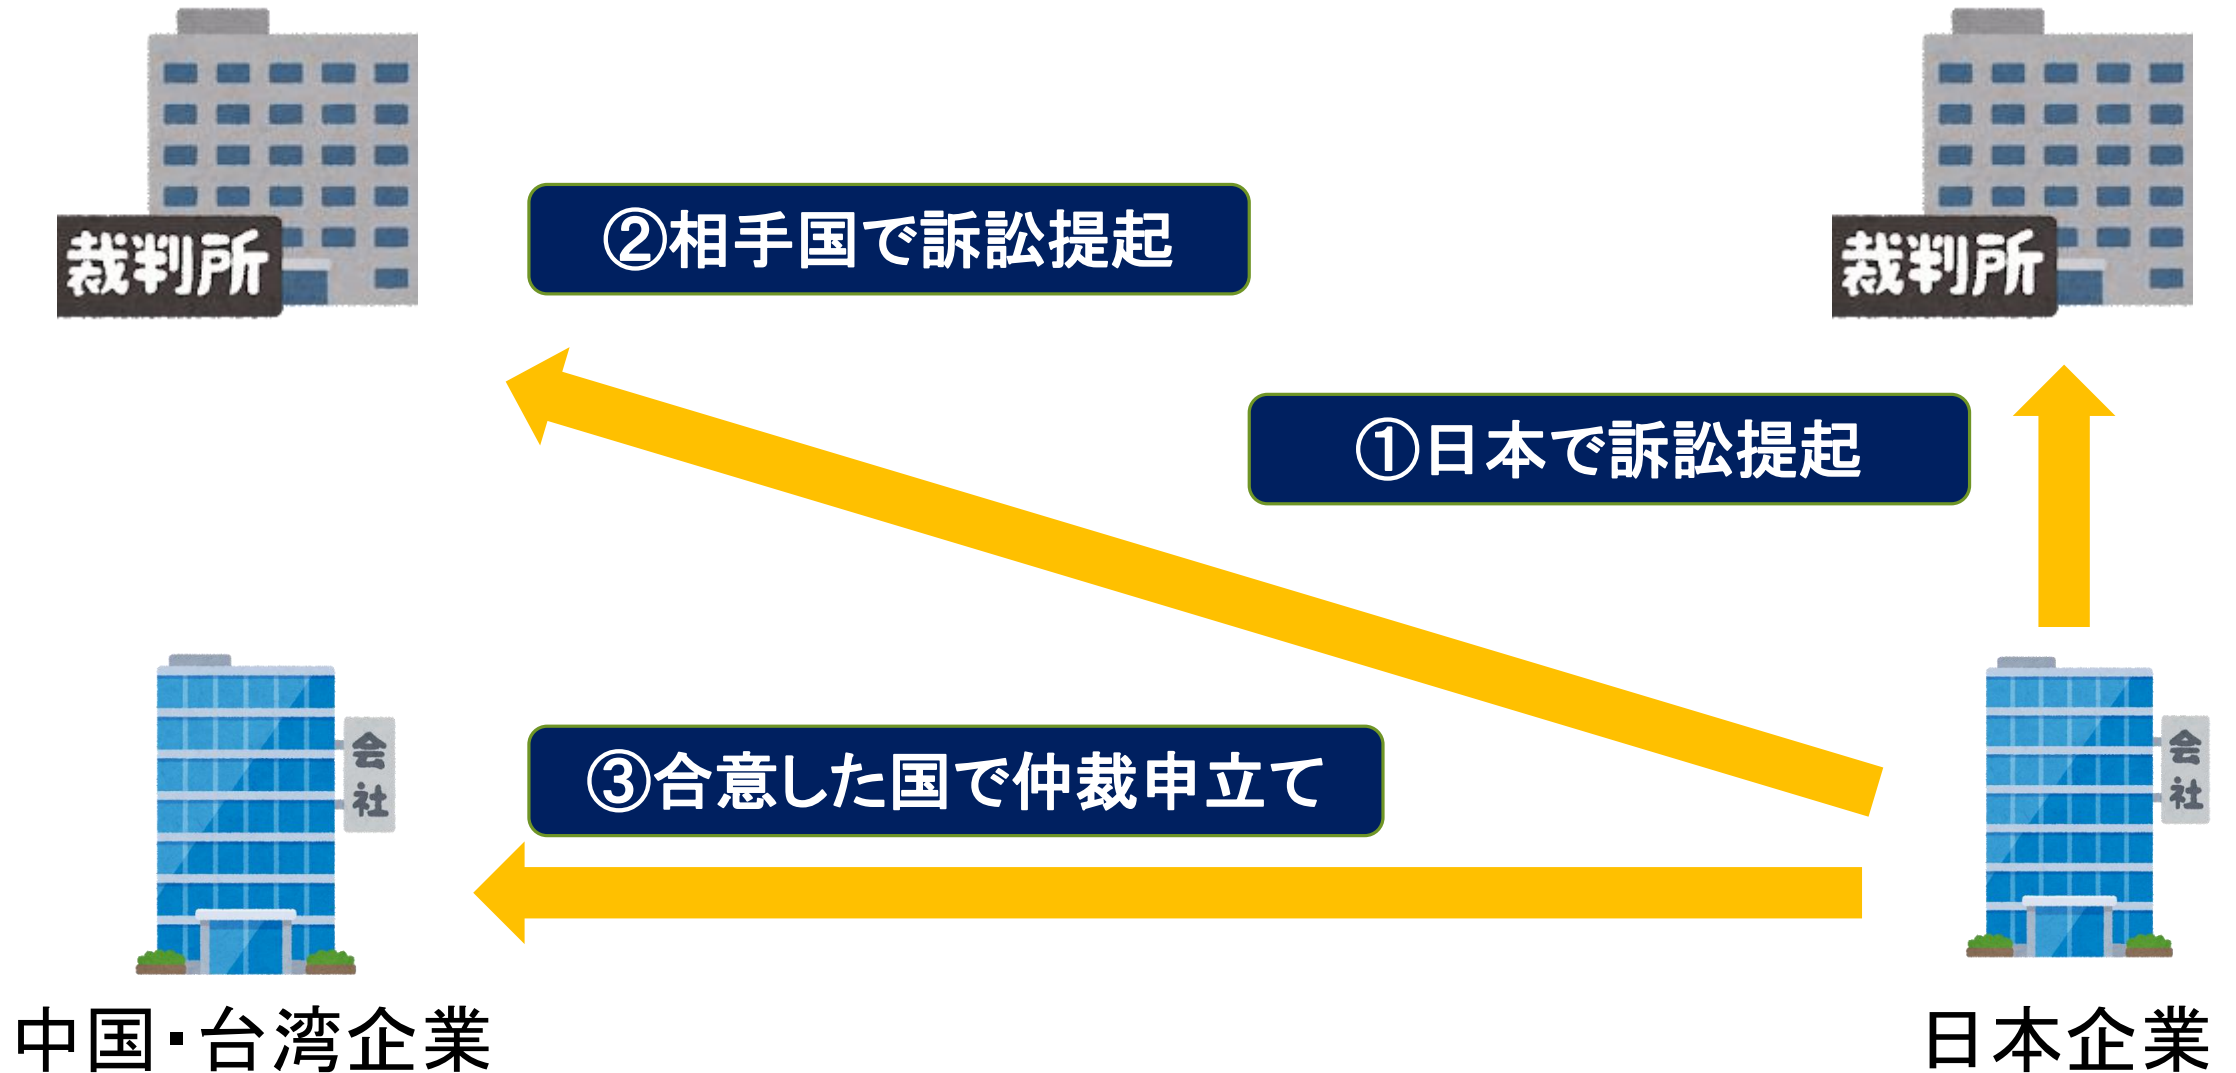 裁判所
裁判所
②相手国で訴訟提起
①日本で訴訟提起
会社
会社
③合意した国で仲裁申立て
中国・台湾企業
日本企業